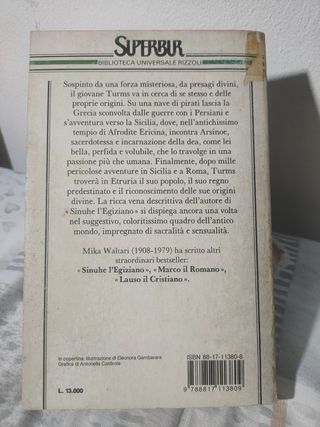 SUPERBUR
BIBLIOTECA UNIVERSALE RIZZOLI
Sospinto da una forza misteriosa, da presagi divini,
il giovane Turms va in cerca di se stesso e delle
proprie origini. Su una nave di pirati lascia la
Grecia sconvolta dalle guerre con i Persiani e
s'avventura verso la Sicilia, dove, nell'antichissimo
tempio di Afrodite Ericina, incontra Arsinoe,
sacerdotessa e incarnazione della dea, come lei
bella, perfida e volubile, che lo travolge in una
passione più che umana. Finalmente, dopo mille
pericolose avventure in Sicilia e a Roma, Turms
troverà in Etruria il suo popolo, il suo regno
predestinato e il riconoscimento delle sue origini
divine. La ricca vena descrittiva dell'autore di
«Sinuhe l'Egiziano» si dispiega ancora una volta
nel suggestivo, coloritissimo quadro dell'antico
mondo, impregnato di sacralità e sensualità.
Mika Waltari (1908-1979) ha scritto altri
straordinari bestseller:
«Sinuhe l'Egiziano», «Marco il Romano»,
«Lauso il Cristiano».
In copertina: illustrazione di Eleonora Gambarara
Grafica di Antonella Caldirola
L. 13.000
ISBN 88-17-11380-8
9 788817 113809